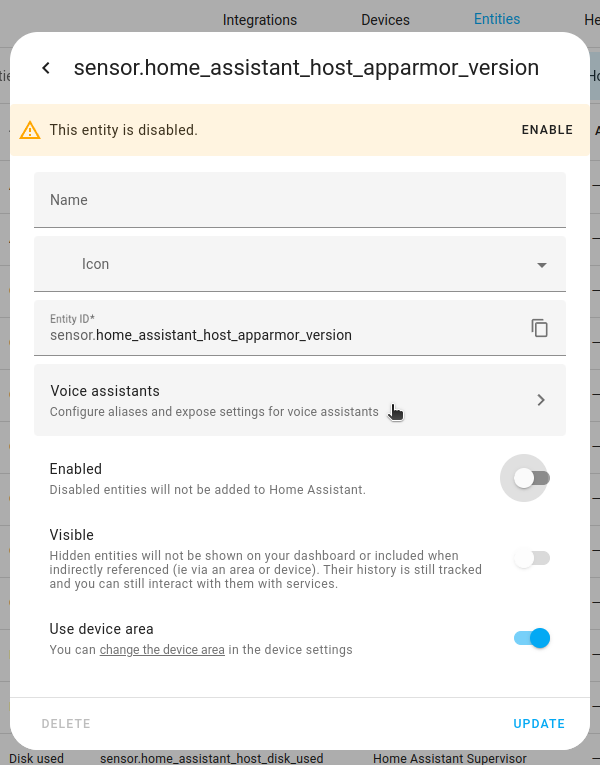 Integrations Devices Entities He
sensor.home_assistant_host_apparmor_version
This entity is disabled. ENABLE
Name
Icon
Entity ID*
sensor.home_assistant_host_apparmor_version
Voice assistants
Configure aliases and expose settings for voice assistants
Enabled
Disabled entities will not be added to Home Assistant.
Visible
Hidden entities will not be shown on your dashboard or included when
indirectly referenced (ie via an area or device). Their history is still tracked
and you can still interact with them with services.
Use device area
You can change the device area in the device settings
DELETE UPDATE
Disk used sensor.home_assistant_host_disk_used Home Assistant Supervisor